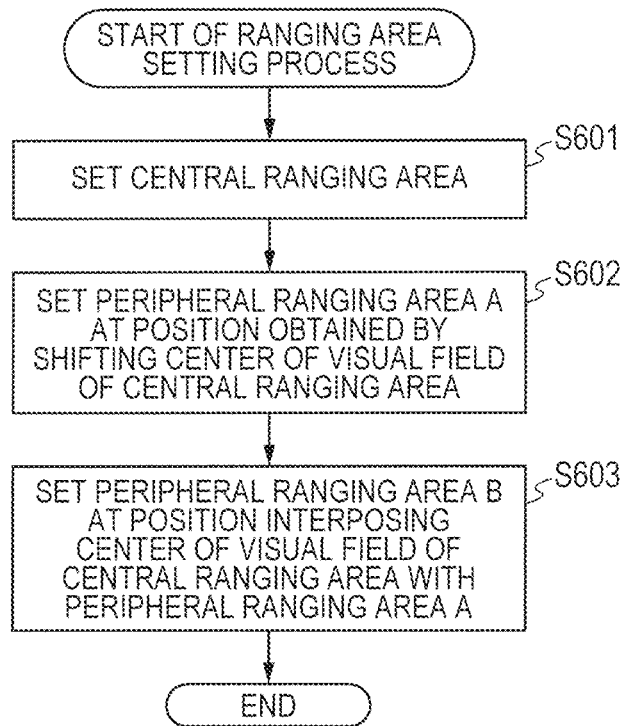 START OF RANGING AREA
SETTING PROCESS
S601
SET CENTRAL RANGING AREA
S602
SET PERIPHERAL RANGING AREA A
AT POSITION OBTAINED BY
SHIFTING CENTER OF VISUAL FIELD
OF CENTRAL RANGING AREA
S603
SET PERIPHERAL RANGING AREA B
AT POSITION INTERPOSING
CENTER OF VISUAL FIELD OF
CENTRAL RANGING AREA WITH
PERIPHERAL RANGING AREA A
END